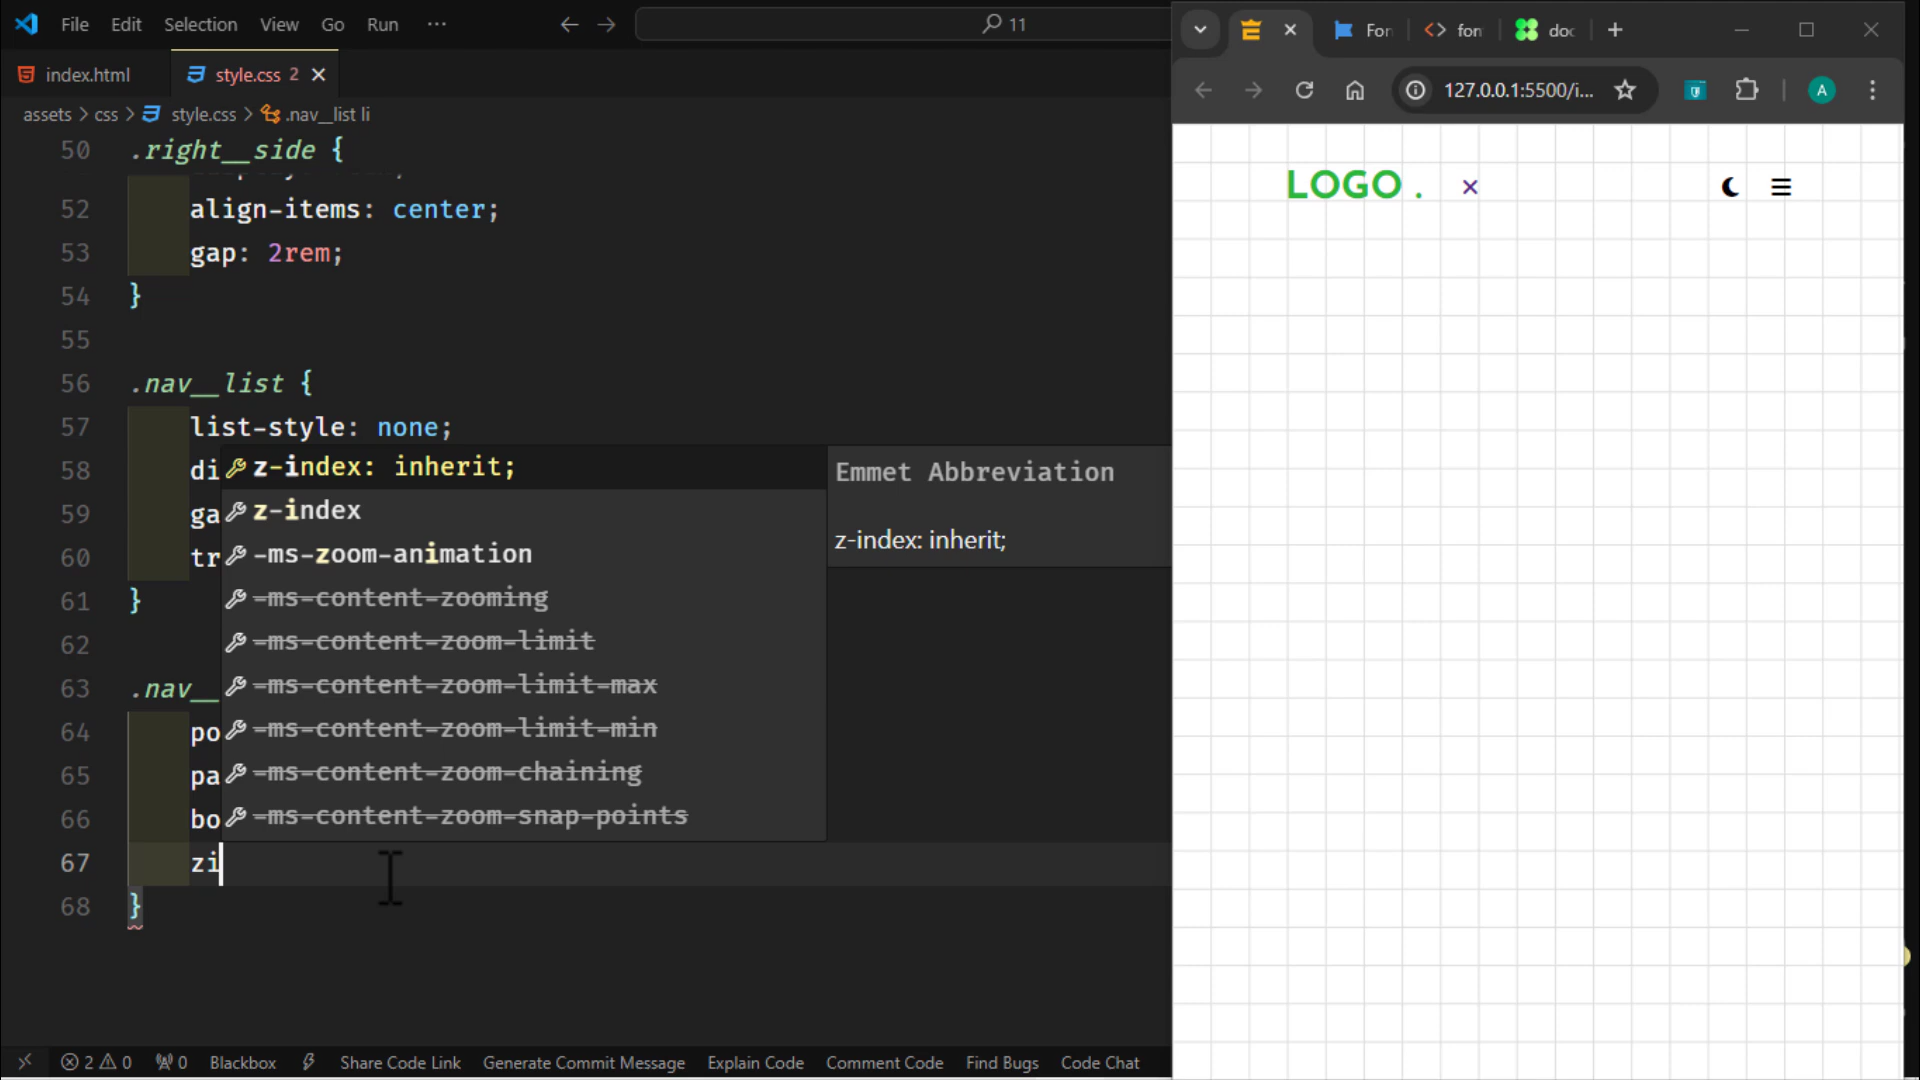 File Edit Selection View Go Run ··· 11
index.html style.css 2
assets > css > style.css > .nav__list li
50 .right__side {
52 align-items: center;
53 gap: 2rem;
54 }
55
56 .nav__list {
57 list-style: none;
58 di
59 ga
60 tr
61 }
62
63 .nav__
64 po
65 pa
66 bo
67 zi
68 }
z-index: inherit;
z-index
-ms-zoom-animation
-ms-content-zooming
-ms-content-zoom-limit
-ms-content-zoom-limit-max
-ms-content-zoom-limit-min
-ms-content-zoom-chaining
-ms-content-zoom-snap-points
Emmet Abbreviation
z-index: inherit;
2 0 0 Blackbox Share Code Link Generate Commit Message Explain Code Comment Code Find Bugs Code Chat
For for doc
127.0.0.1:5500/i... A
LOGO .